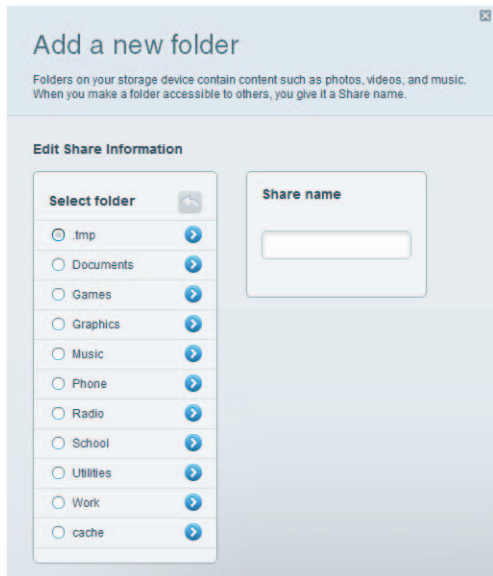 Add a new folder
Folders on your storage device contain content such as photos, videos, and music.
When you make a folder accessible to others, you give it a Share name.
Edit Share Information
Select folder
.tmp
Documents
Games
Graphics
Music
Phone
Radio
School
Utilities
Work
cache
Share name